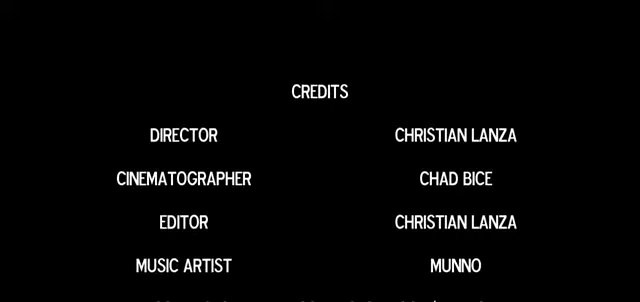 CREDITS
DIRECTOR CHRISTIAN LANZA
CINEMATOGRAPHER CHAD BICE
EDITOR CHRISTIAN LANZA
MUSIC ARTIST MUNNO